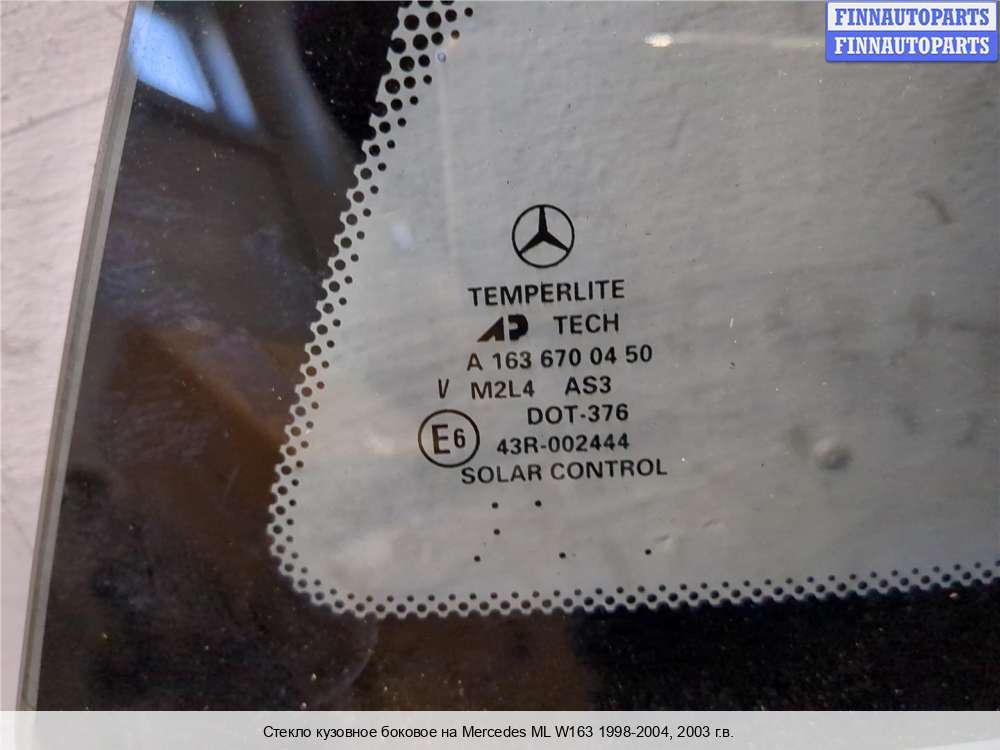 FINNAUTOPARTS
FINNAUTOPARTS
TEMPERLITE
AP TECH
A 163 670 04 50
V M2L4 AS3
DOT-376
E6 43R-002444
SOLAR CONTROL
Стекло кузовное боковое на Mercedes ML W163 1998-2004, 2003 г.в.